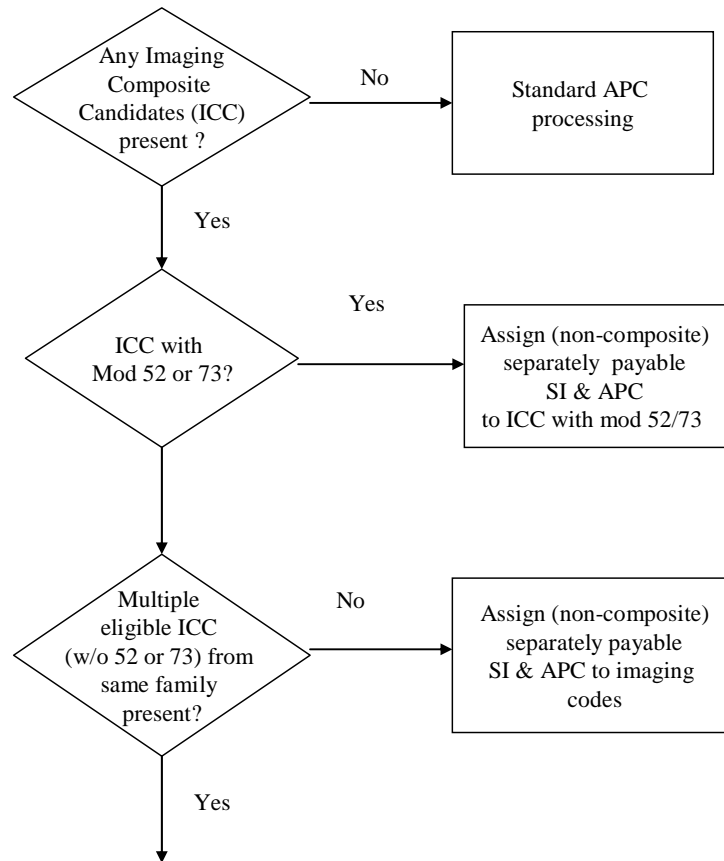 Any Imaging
Composite
Candidates (ICC)
present ?
No
Standard APC
processing
Yes
ICC with
Mod 52 or 73?
Yes
Assign (non-composite)
separately payable
SI & APC
to ICC with mod 52/73
Multiple
eligible ICC
(w/o 52 or 73) from
same family
present?
No
Assign (non-composite)
separately payable
SI & APC to imaging
codes
Yes